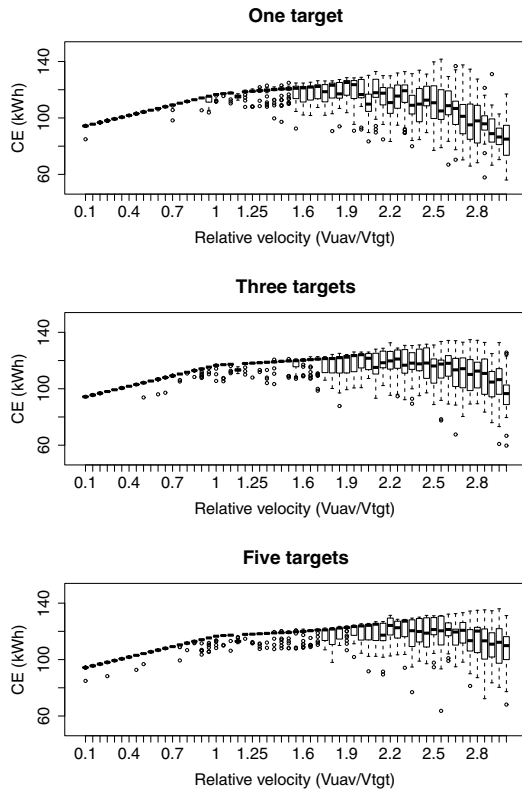 One target
CE (kWh)
140
100
60
0.1 0.4 0.7 1 1.25 1.6 1.9 2.2 2.5 2.8
Relative velocity (Vuav/Vtgt)
Three targets
CE (kWh)
140
100
60
0.1 0.4 0.7 1 1.25 1.6 1.9 2.2 2.5 2.8
Relative velocity (Vuav/Vtgt)
Five targets
CE (kWh)
140
100
60
0.1 0.4 0.7 1 1.25 1.6 1.9 2.2 2.5 2.8
Relative velocity (Vuav/Vtgt)